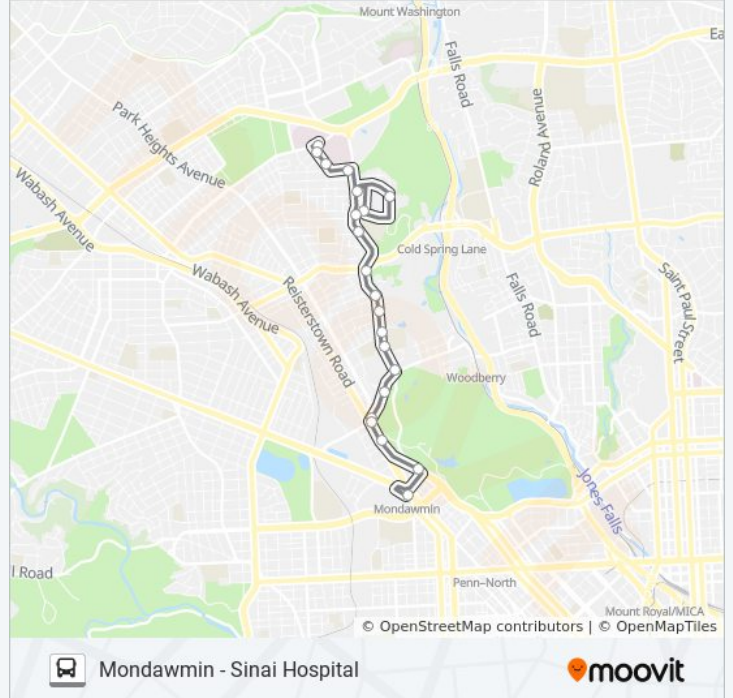 Mount Washington
Ea
Falls Road
Roland Avenue
Park Heights Avenue
Wabash Avenue
Cold Spring Lane
Wabash Avenue
Reisterstown Road
Falls Road
Saint Paul Street
Woodberry
Jones Falls
Mondawmin
l Road
Penn–North
Mount Royal/MICA
© OpenStreetMap contributors | © OpenMapTiles
Mondawmin - Sinai Hospital
moovit